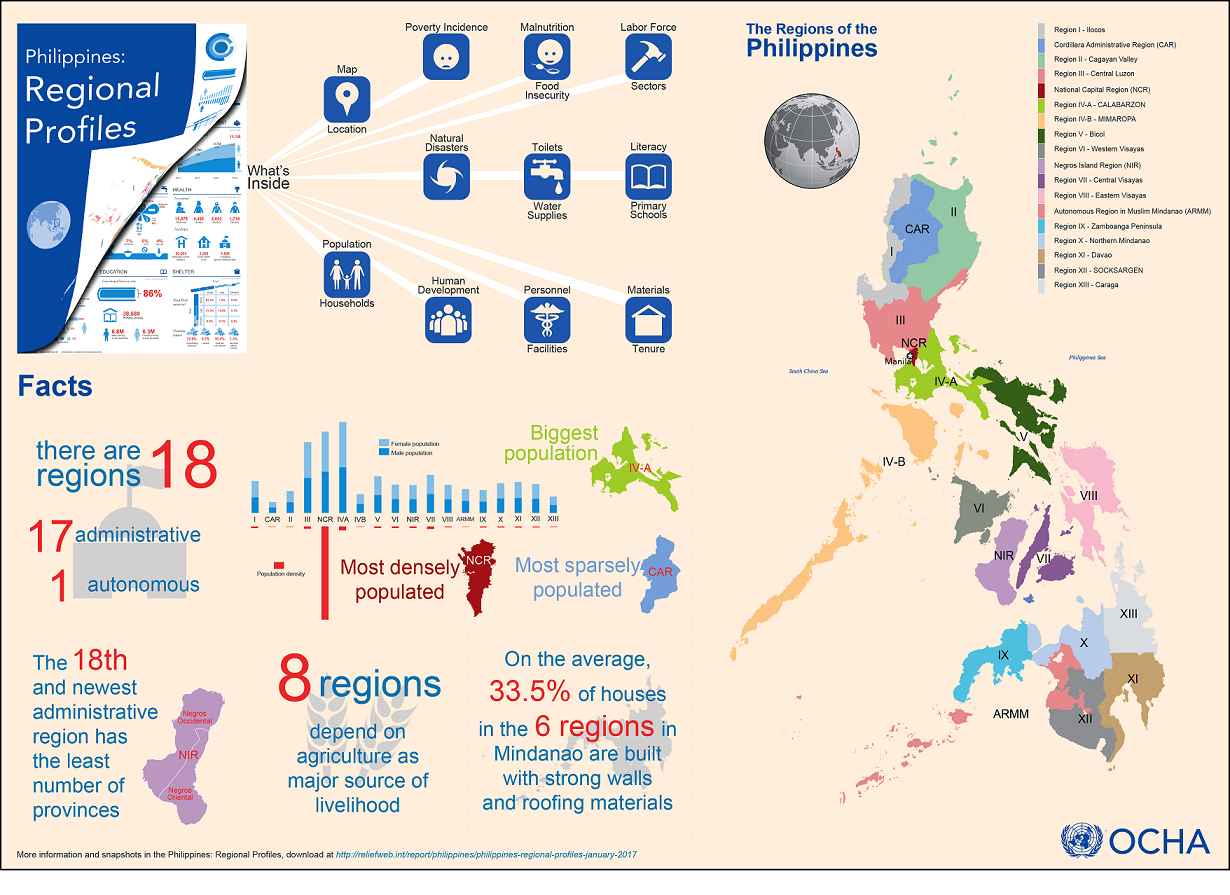 Philippines:
Regional
Profiles
HEALTH
EDUCATION
SHELTER
86%
38,688
6.8M
6.3M
What's
Inside
Map
Location
Poverty Incidence
Malnutrition
Food
Insecurity
Labor Force
Sectors
Natural
Disasters
Toilets
Water
Supplies
Literacy
Primary
Schools
Population
Households
Human
Development
Personnel
Facilities
Materials
Tenure
Facts
there are
regions
18
17 administrative
1 autonomous
Female population
Male population
I CAR II III NCR IVA IVB V VI NIR VII VIII ARMM IX X XI XII XIII
Population density
Biggest
population
IV-A
Most densely
populated
NCR
Most sparsely
populated
CAR
The 18th
and newest
administrative
region has
the least
number of
provinces
Negros
Occidental
NIR
Negros
Oriental
8 regions
depend on
agriculture as
major source of
livelihood
On the average,
33.5% of houses
in the 6 regions in
Mindanao are built
with strong walls
and roofing materials
The Regions of the
Philippines
Region I - Ilocos
Cordillera Administrative Region (CAR)
Region II - Cagayan Valley
Region III - Central Luzon
National Capital Region (NCR)
Region IV-A - CALABARZON
Region IV-B - MIMAROPA
Region V - Bicol
Region VI - Western Visayas
Negros Island Region (NIR)
Region VII - Central Visayas
Region VIII - Eastern Visayas
Autonomous Region in Muslim Mindanao (ARMM)
Region IX - Zamboanga Peninsula
Region X - Northern Mindanao
Region XI - Davao
Region XII - SOCKSARGEN
Region XIII - Caraga
II
CAR
I
III
NCR
Manila
South China Sea
Philippines Sea
IV-A
V
IV-B
VIII
VI
NIR
VII
XIII
X
IX
XI
ARMM
XII
OCHA
More information and snapshots in the Philippines: Regional Profiles, download at http://reliefweb.int/report/philippines/philippines-regional-profiles-january-2017